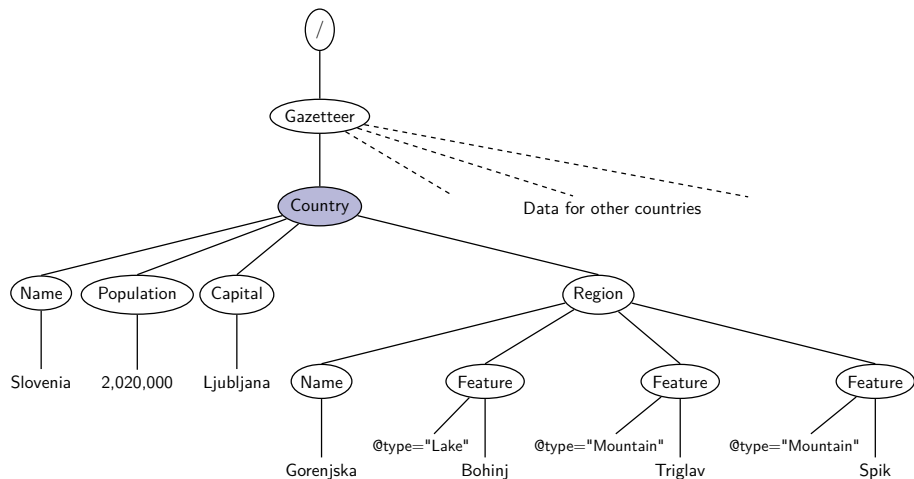 /
Gazetteer
Country
Data for other countries
Name
Population
Capital
Region
Slovenia
2,020,000
Ljubljana
Name
Feature
Feature
Feature
@type="Lake"
@type="Mountain"
@type="Mountain"
Gorenjska
Bohinj
Triglav
Spik